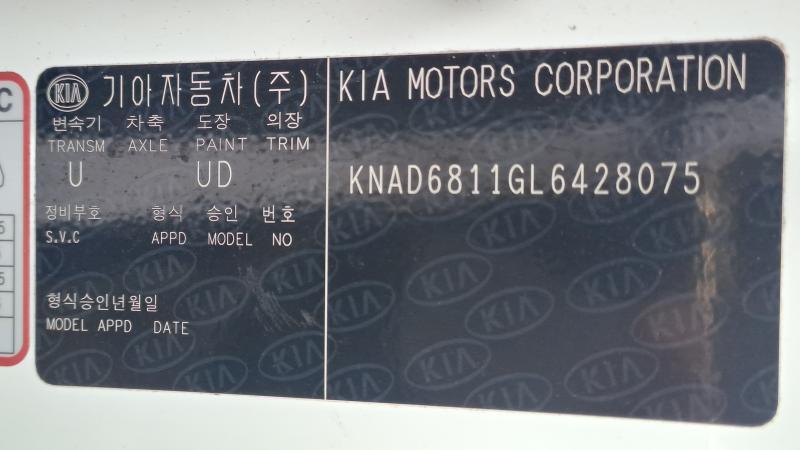 KIA 기아자동차(주)
변속기 차축 도장 의장
TRANSM AXLE PAINT TRIM
U UD
정비부호 형식 승인 번호
S.V.C APPD MODEL NO
형식승인년월일
MODEL APPD DATE
KIA MOTORS CORPORATION
KNAD6811GL6428075
C
5
5